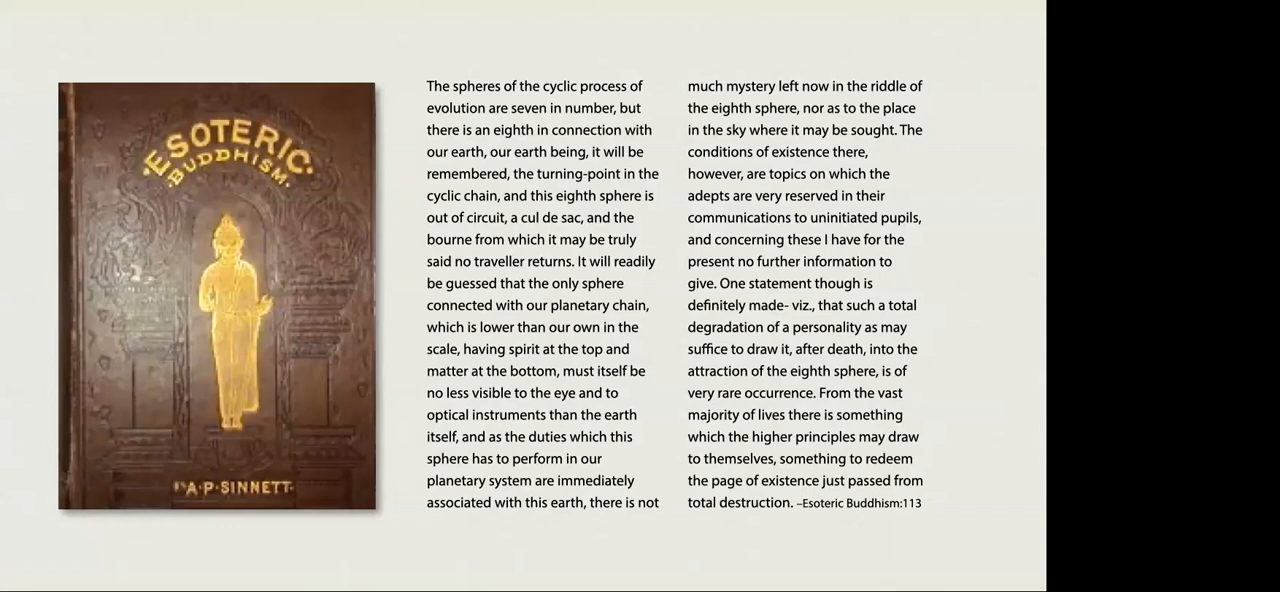 ESOTERIC
BUDDHISM
BY A·P·SINNETT
The spheres of the cyclic process of
evolution are seven in number, but
there is an eighth in connection with
our earth, our earth being, it will be
remembered, the turning-point in the
cyclic chain, and this eighth sphere is
out of circuit, a cul de sac, and the
bourne from which it may be truly
said no traveller returns. It will readily
be guessed that the only sphere
connected with our planetary chain,
which is lower than our own in the
scale, having spirit at the top and
matter at the bottom, must itself be
no less visible to the eye and to
optical instruments than the earth
itself, and as the duties which this
sphere has to perform in our
planetary system are immediately
associated with this earth, there is not
much mystery left now in the riddle of
the eighth sphere, nor as to the place
in the sky where it may be sought. The
conditions of existence there,
however, are topics on which the
adepts are very reserved in their
communications to uninitiated pupils,
and concerning these I have for the
present no further information to
give. One statement though is
definitely made- viz., that such a total
degradation of a personality as may
suffice to draw it, after death, into the
attraction of the eighth sphere, is of
very rare occurrence. From the vast
majority of lives there is something
which the higher principles may draw
to themselves, something to redeem
the page of existence just passed from
total destruction. –Esoteric Buddhism:113